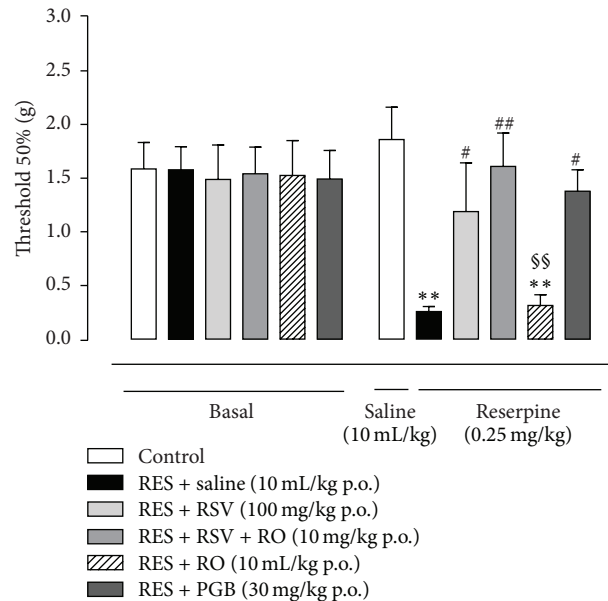 3.0
2.5
2.0
1.5
1.0
0.5
0.0
Threshold 50% (g)
**
#
##
§§
**
#
Basal
Saline
(10 mL/kg)
Reserpine
(0.25 mg/kg)
Control
RES + saline (10 mL/kg p.o.)
RES + RSV (100 mg/kg p.o.)
RES + RSV + RO (10 mg/kg p.o.)
RES + RO (10 mL/kg p.o.)
RES + PGB (30 mg/kg p.o.)